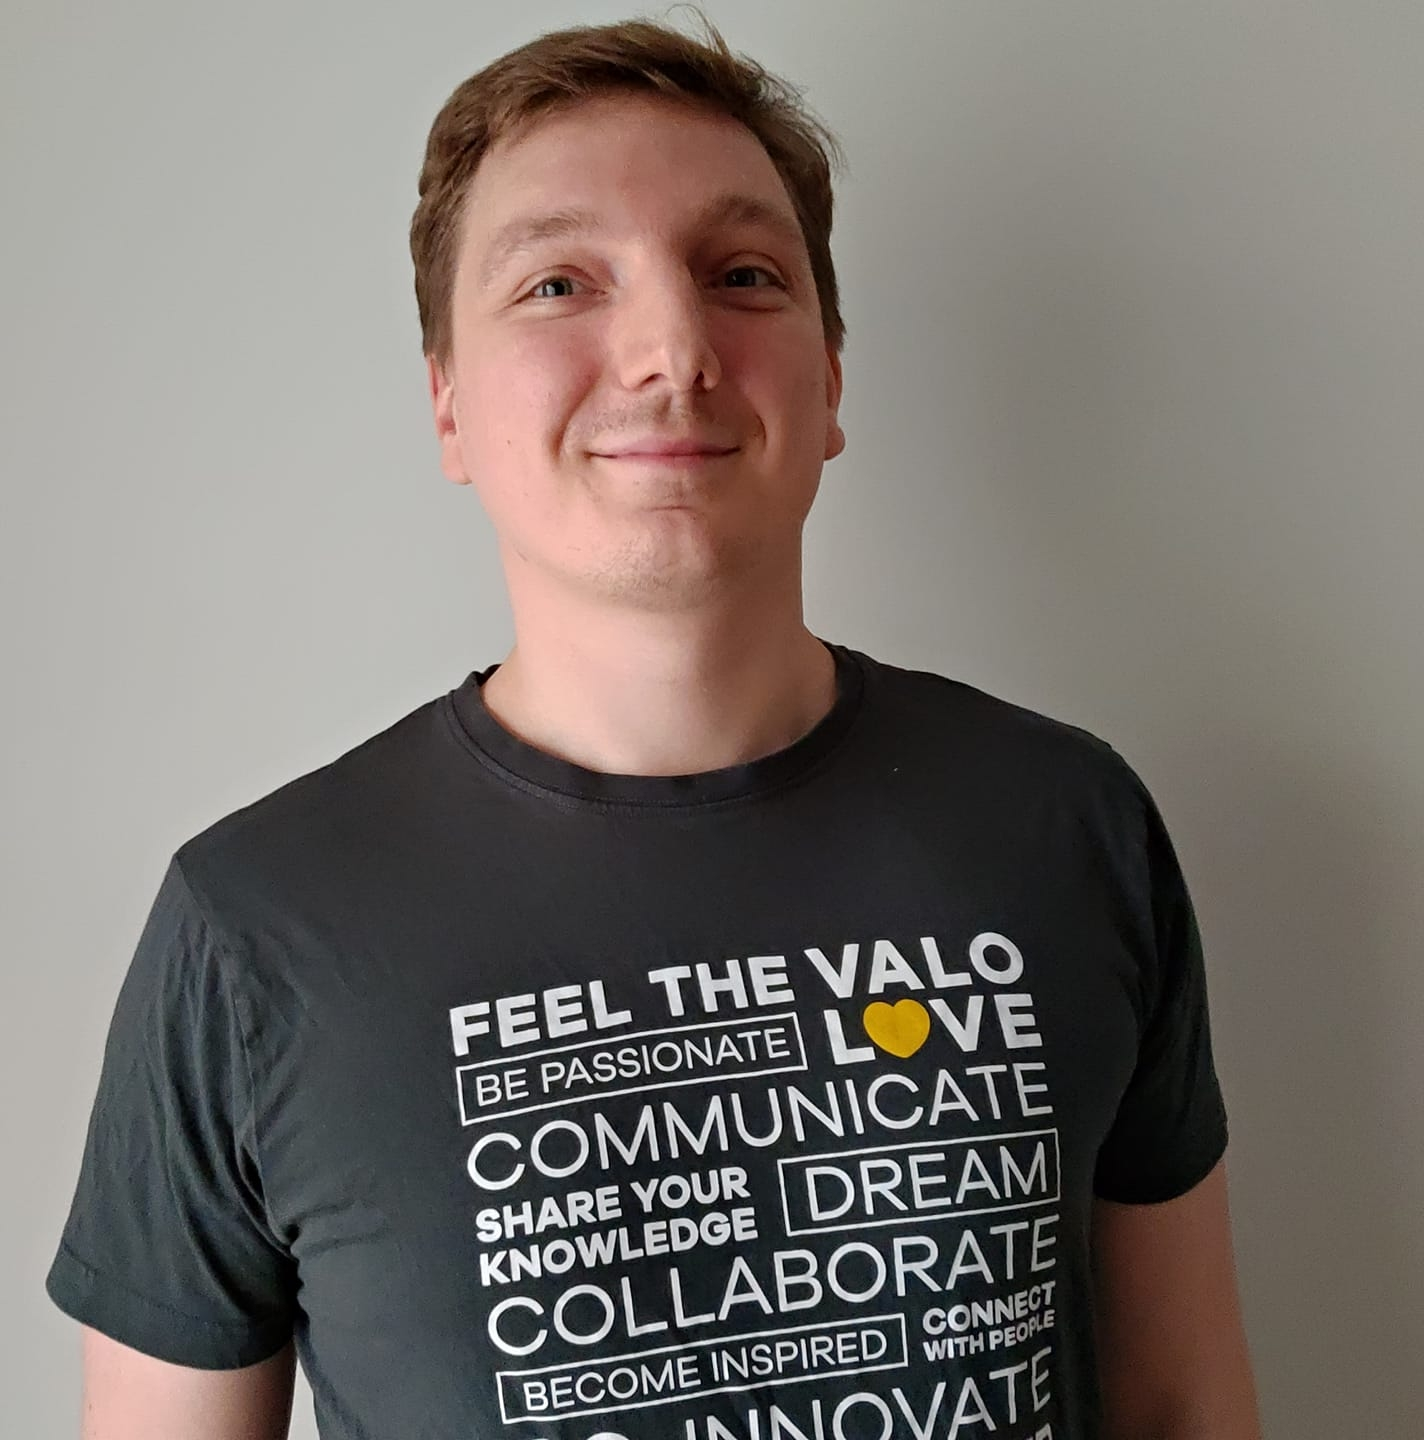 FEEL THE VALO
BE PASSIONATE
LOVE
COMMUNICATE
SHARE YOUR
KNOWLEDGE
DREAM
COLLABORATE
BECOME INSPIRED
CONNECT
WITH PEOPLE
INNOVATE